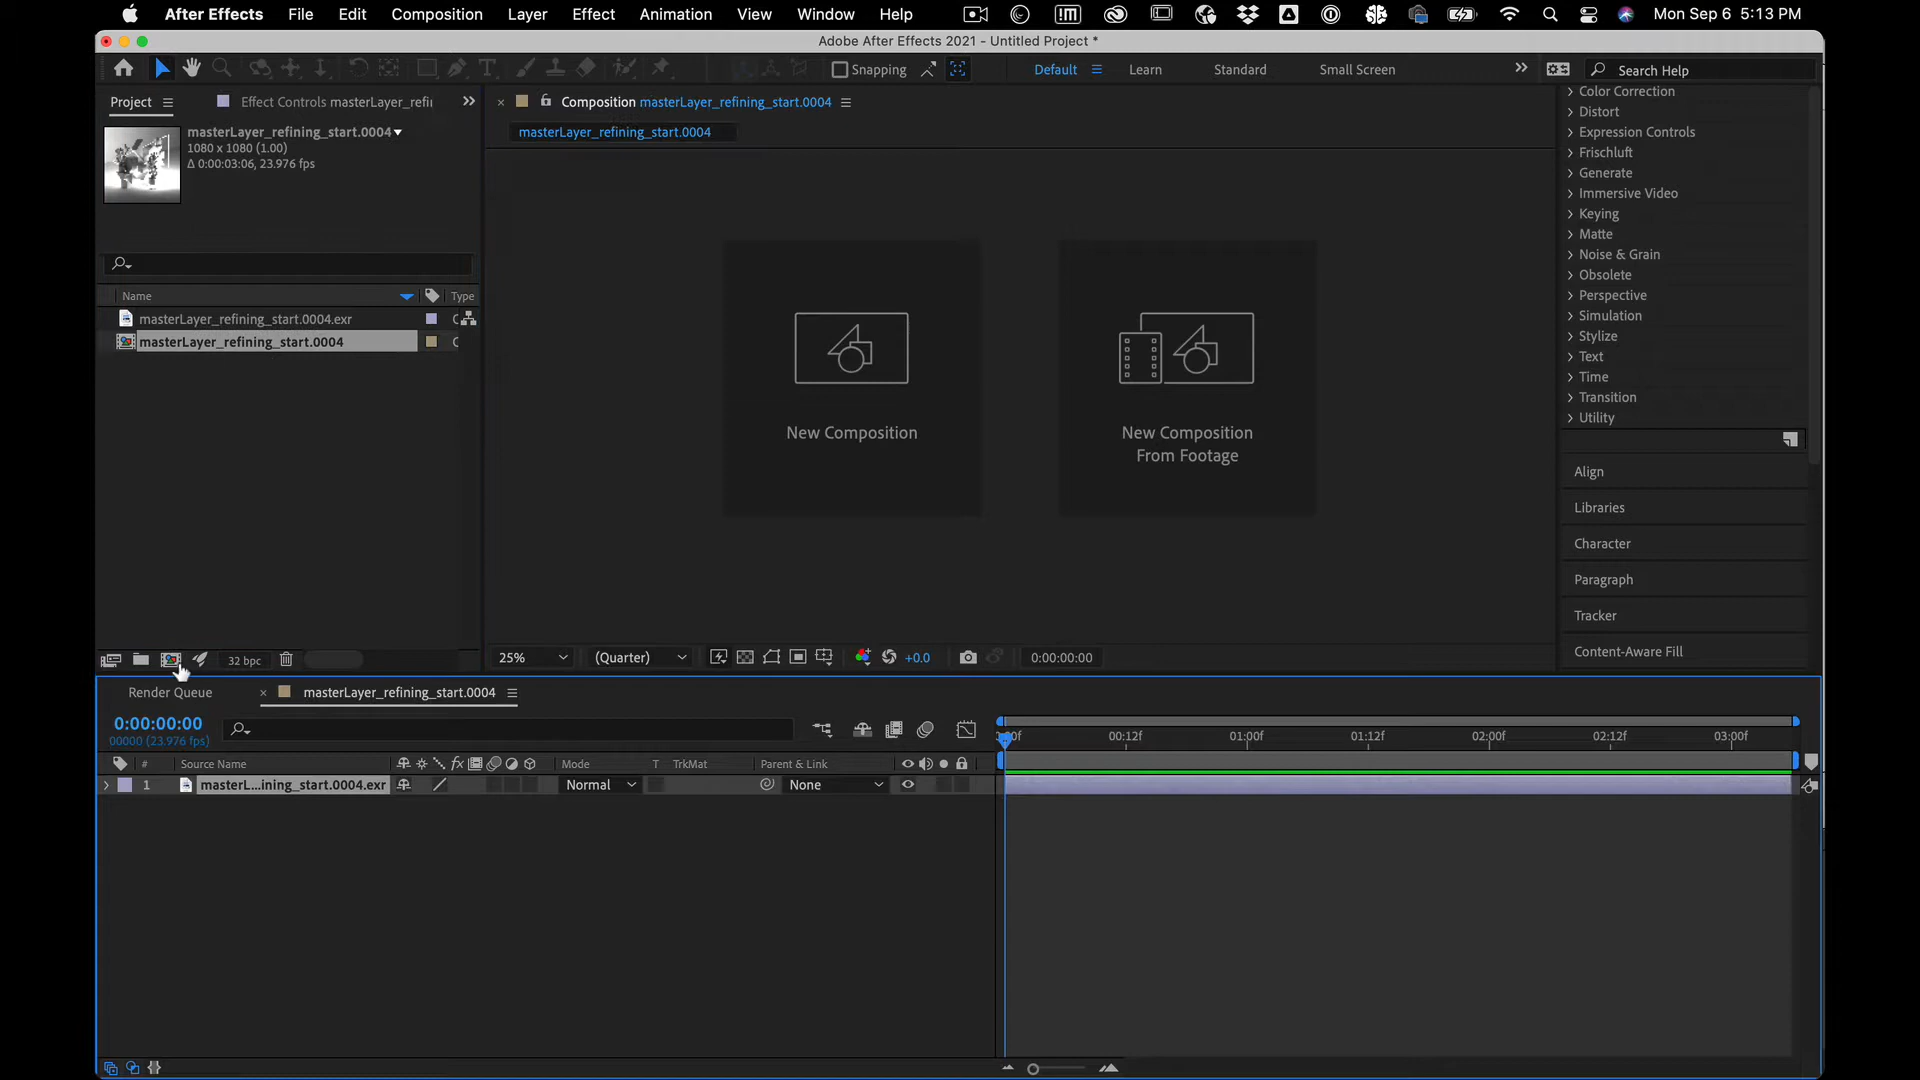 After Effects File Edit Composition Layer Effect Animation View Window Help Mon Sep 6 5:13 PM
Adobe After Effects 2021 - Untitled Project *
Snapping Default Learn Standard Small Screen Search Help
Project Effect Controls masterLayer_refin
masterLayer_refining_start.0004
1080 x 1080 (1.00)
Δ 0:00:03:06, 23.976 fps
Name Type
masterLayer_refining_start.0004.exr
masterLayer_refining_start.0004
32 bpc
Composition masterLayer_refining_start.0004
masterLayer_refining_start.0004
New Composition
New Composition
From Footage
25% (Quarter) +0.0 0:00:00:00
Color Correction
Distort
Expression Controls
Frischluft
Generate
Immersive Video
Keying
Matte
Noise & Grain
Obsolete
Perspective
Simulation
Stylize
Text
Time
Transition
Utility
Align
Libraries
Character
Paragraph
Tracker
Content-Aware Fill
Render Queue masterLayer_refining_start.0004
0:00:00:00
00000 (23.976 fps)
00f 00:12f 01:00f 01:12f 02:00f 02:12f 03:00f
# Source Name Mode T TrkMat Parent & Link
1 masterL...ining_start.0004.exr Normal None